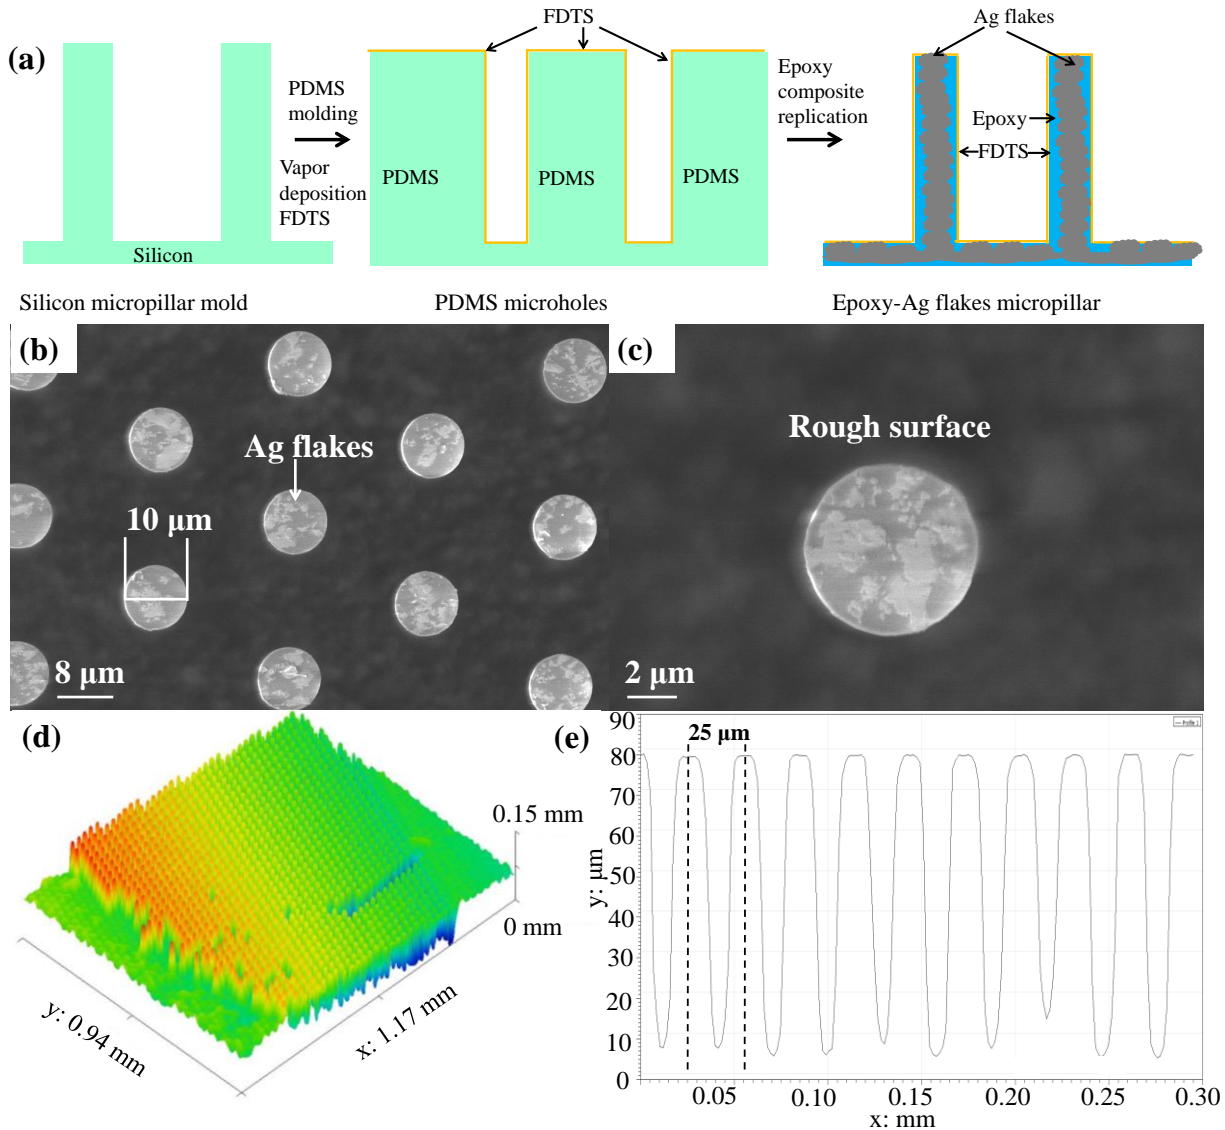 (a)
FDTS
Ag flakes
PDMS
molding
Vapor
deposition
FDTS
PDMS
PDMS
PDMS
Epoxy
composite
replication
Epoxy
FDTS
Silicon
Silicon micropillar mold
PDMS microholes
Epoxy-Ag flakes micropillar
(b)
Ag flakes
10 μm
8 μm
(c)
Rough surface
2 μm
(d)
0.15 mm
0 mm
y: 0.94 mm
x: 1.17 mm
(e)
25 μm
Profile 1
90
80
70
60
50
40
30
20
10
0
y: μm
0.05
0.10
0.15
0.20
0.25
0.30
x: mm